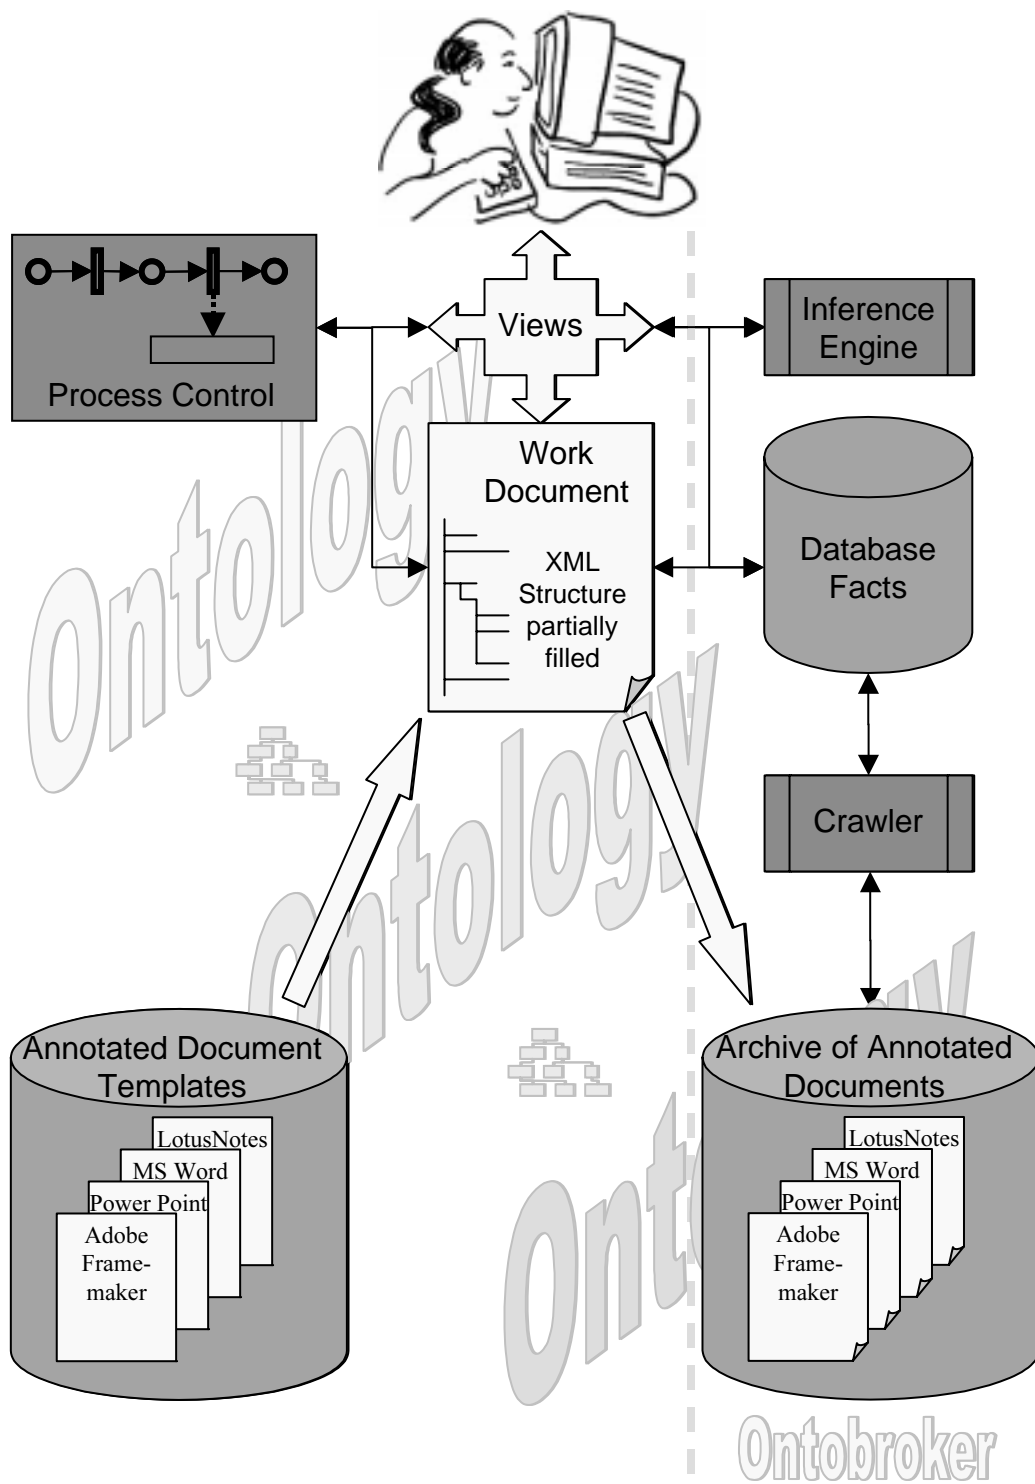 Process Control
Views
Inference
Engine
Work
Document
XML
Structure
partially
filled
Database
Facts
Ontology
Ontology
Crawler
Annotated Document
Templates
LotusNotes
MS Word
Power Point
Adobe
Frame-
maker
Archive of Annotated
Documents
LotusNotes
MS Word
Power Point
Adobe
Frame-
maker
Ontology
Ontobroker